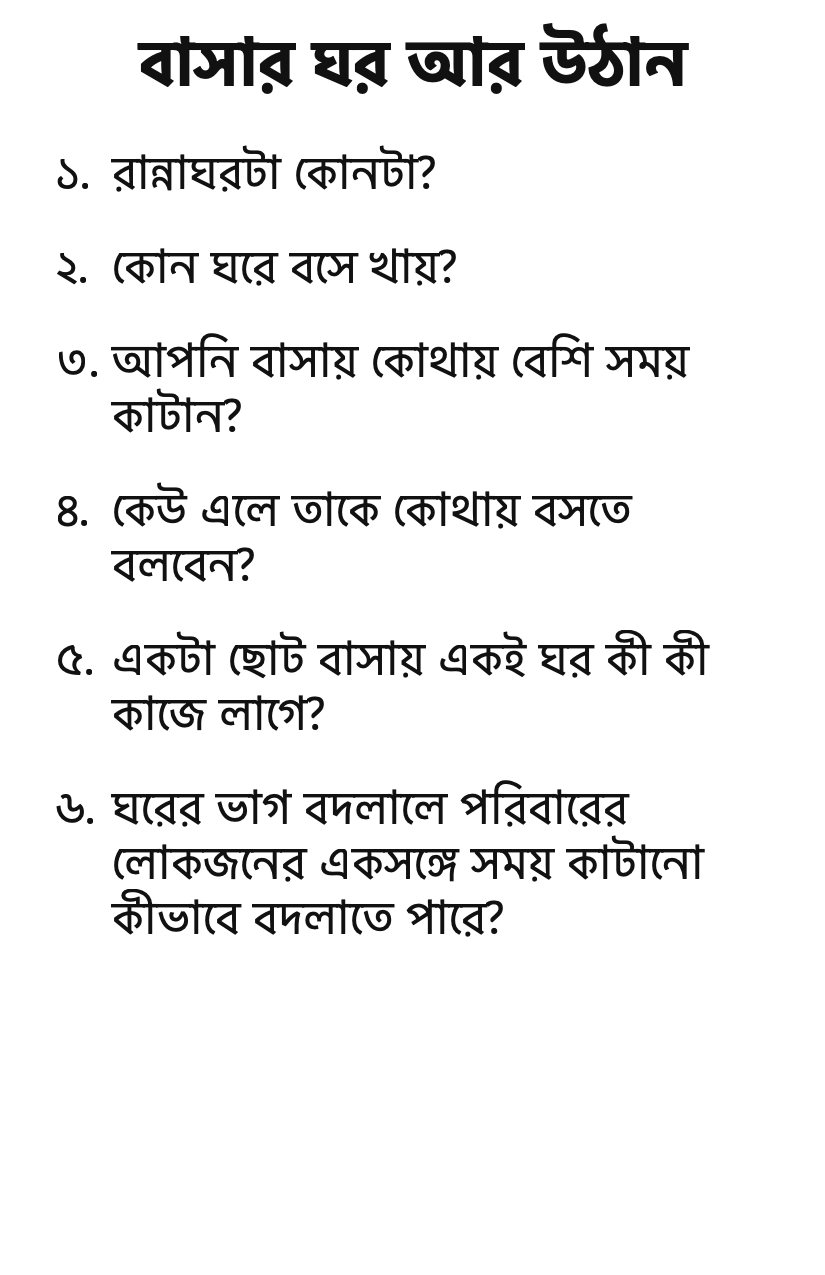 বাসার ঘর আর উঠান
১. রান্নাঘরটা কোনটা?
২. কোন ঘরে বসে খায়?
৩. আপনি বাসায় কোথায় বেশি সময়
কাটান?
৪. কেউ এলে তাকে কোথায় বসতে
বলবেন?
৫. একটা ছোট বাসায় একই ঘর কী কী
কাজে লাগে?
৬. ঘরের ভাগ বদলালে পরিবারের
লোকজনের একসঙ্গে সময় কাটানো
কীভাবে বদলাতে পারে?